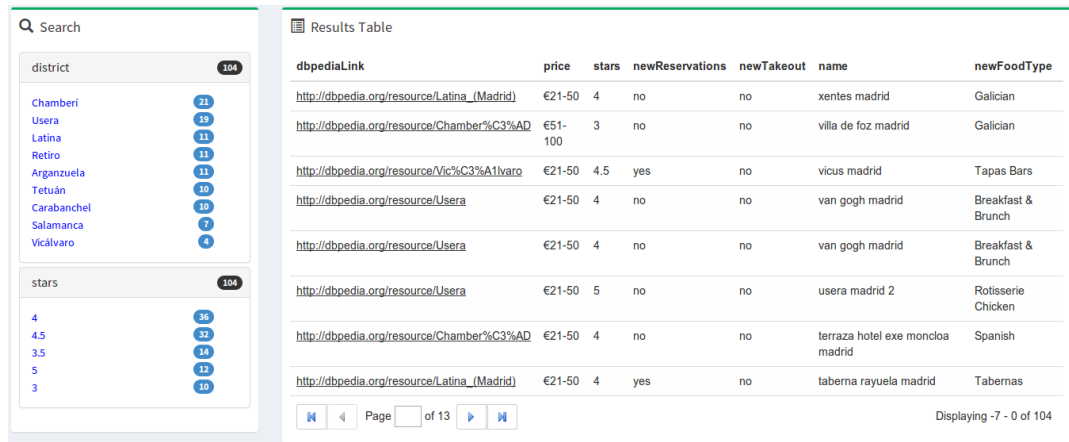 Search
district 104
Chamberí 21
Usera 19
Latina 11
Retiro 11
Arganzuela 11
Tetuán 10
Carabanchel 10
Salamanca 7
Vicálvaro 4
stars 104
4 36
4.5 32
3.5 14
5 12
3 10
Results Table
dbpediaLink price stars newReservations newTakeout name newFoodType
http://dbpedia.org/resource/Latina_(Madrid) €21-50 4 no no xentes madrid Galician
http://dbpedia.org/resource/Chamber%C3%AD €51- 3 no no villa de foz madrid Galician
100
http://dbpedia.org/resource/Vic%C3%A1lvaro €21-50 4.5 yes no vicus madrid Tapas Bars
http://dbpedia.org/resource/Usera €21-50 4 no no van gogh madrid Breakfast &
Brunch
http://dbpedia.org/resource/Usera €21-50 4 no no van gogh madrid Breakfast &
Brunch
http://dbpedia.org/resource/Usera €21-50 5 no no usera madrid 2 Rotisserie
Chicken
http://dbpedia.org/resource/Chamber%C3%AD €21-50 4 no no terraza hotel exe moncloa Spanish
madrid
http://dbpedia.org/resource/Latina_(Madrid) €21-50 4 yes no taberna rayuela madrid Tabernas
Page of 13 Displaying -7 - 0 of 104